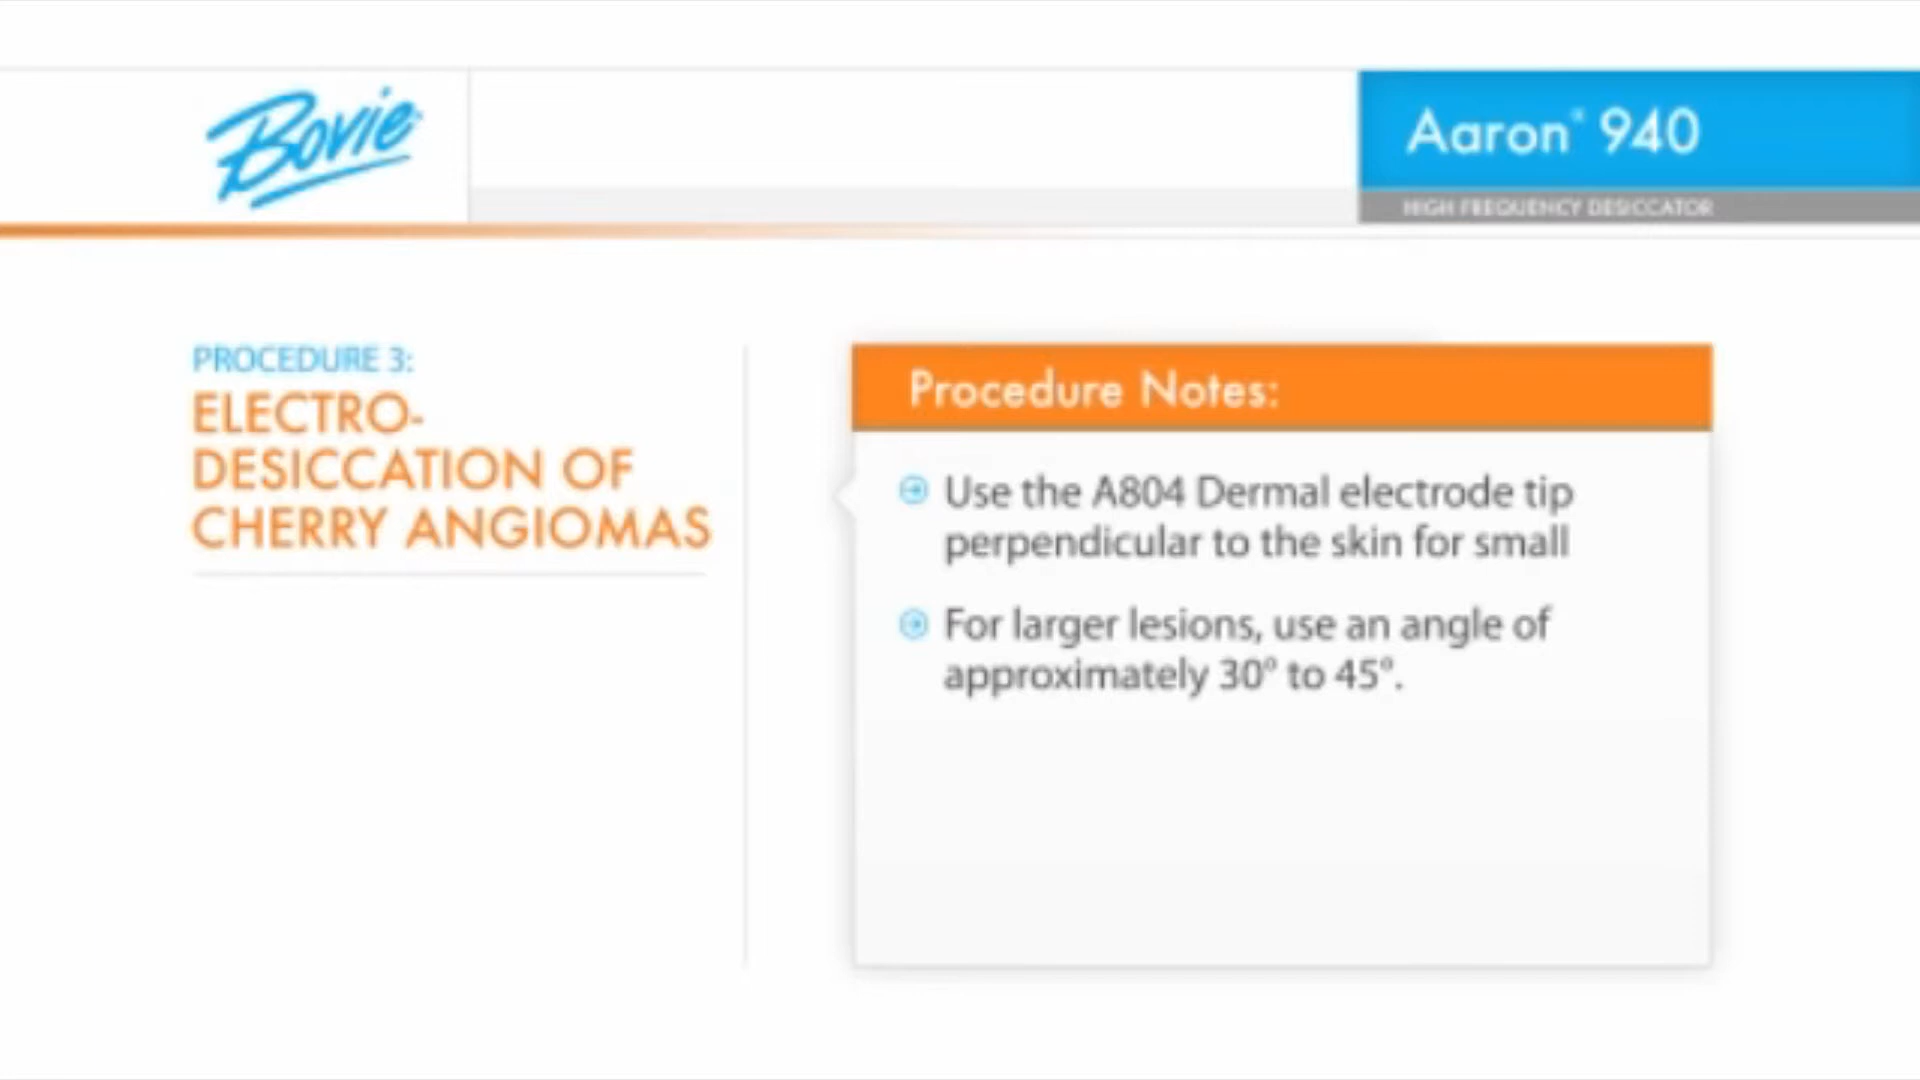 Bovie
Aaron® 940
HIGH FREQUENCY DESICCATOR
PROCEDURE 3:
ELECTRO-
DESICCATION OF
CHERRY ANGIOMAS
Procedure Notes:
Use the A804 Dermal electrode tip
perpendicular to the skin for small
For larger lesions, use an angle of
approximately 30° to 45°.